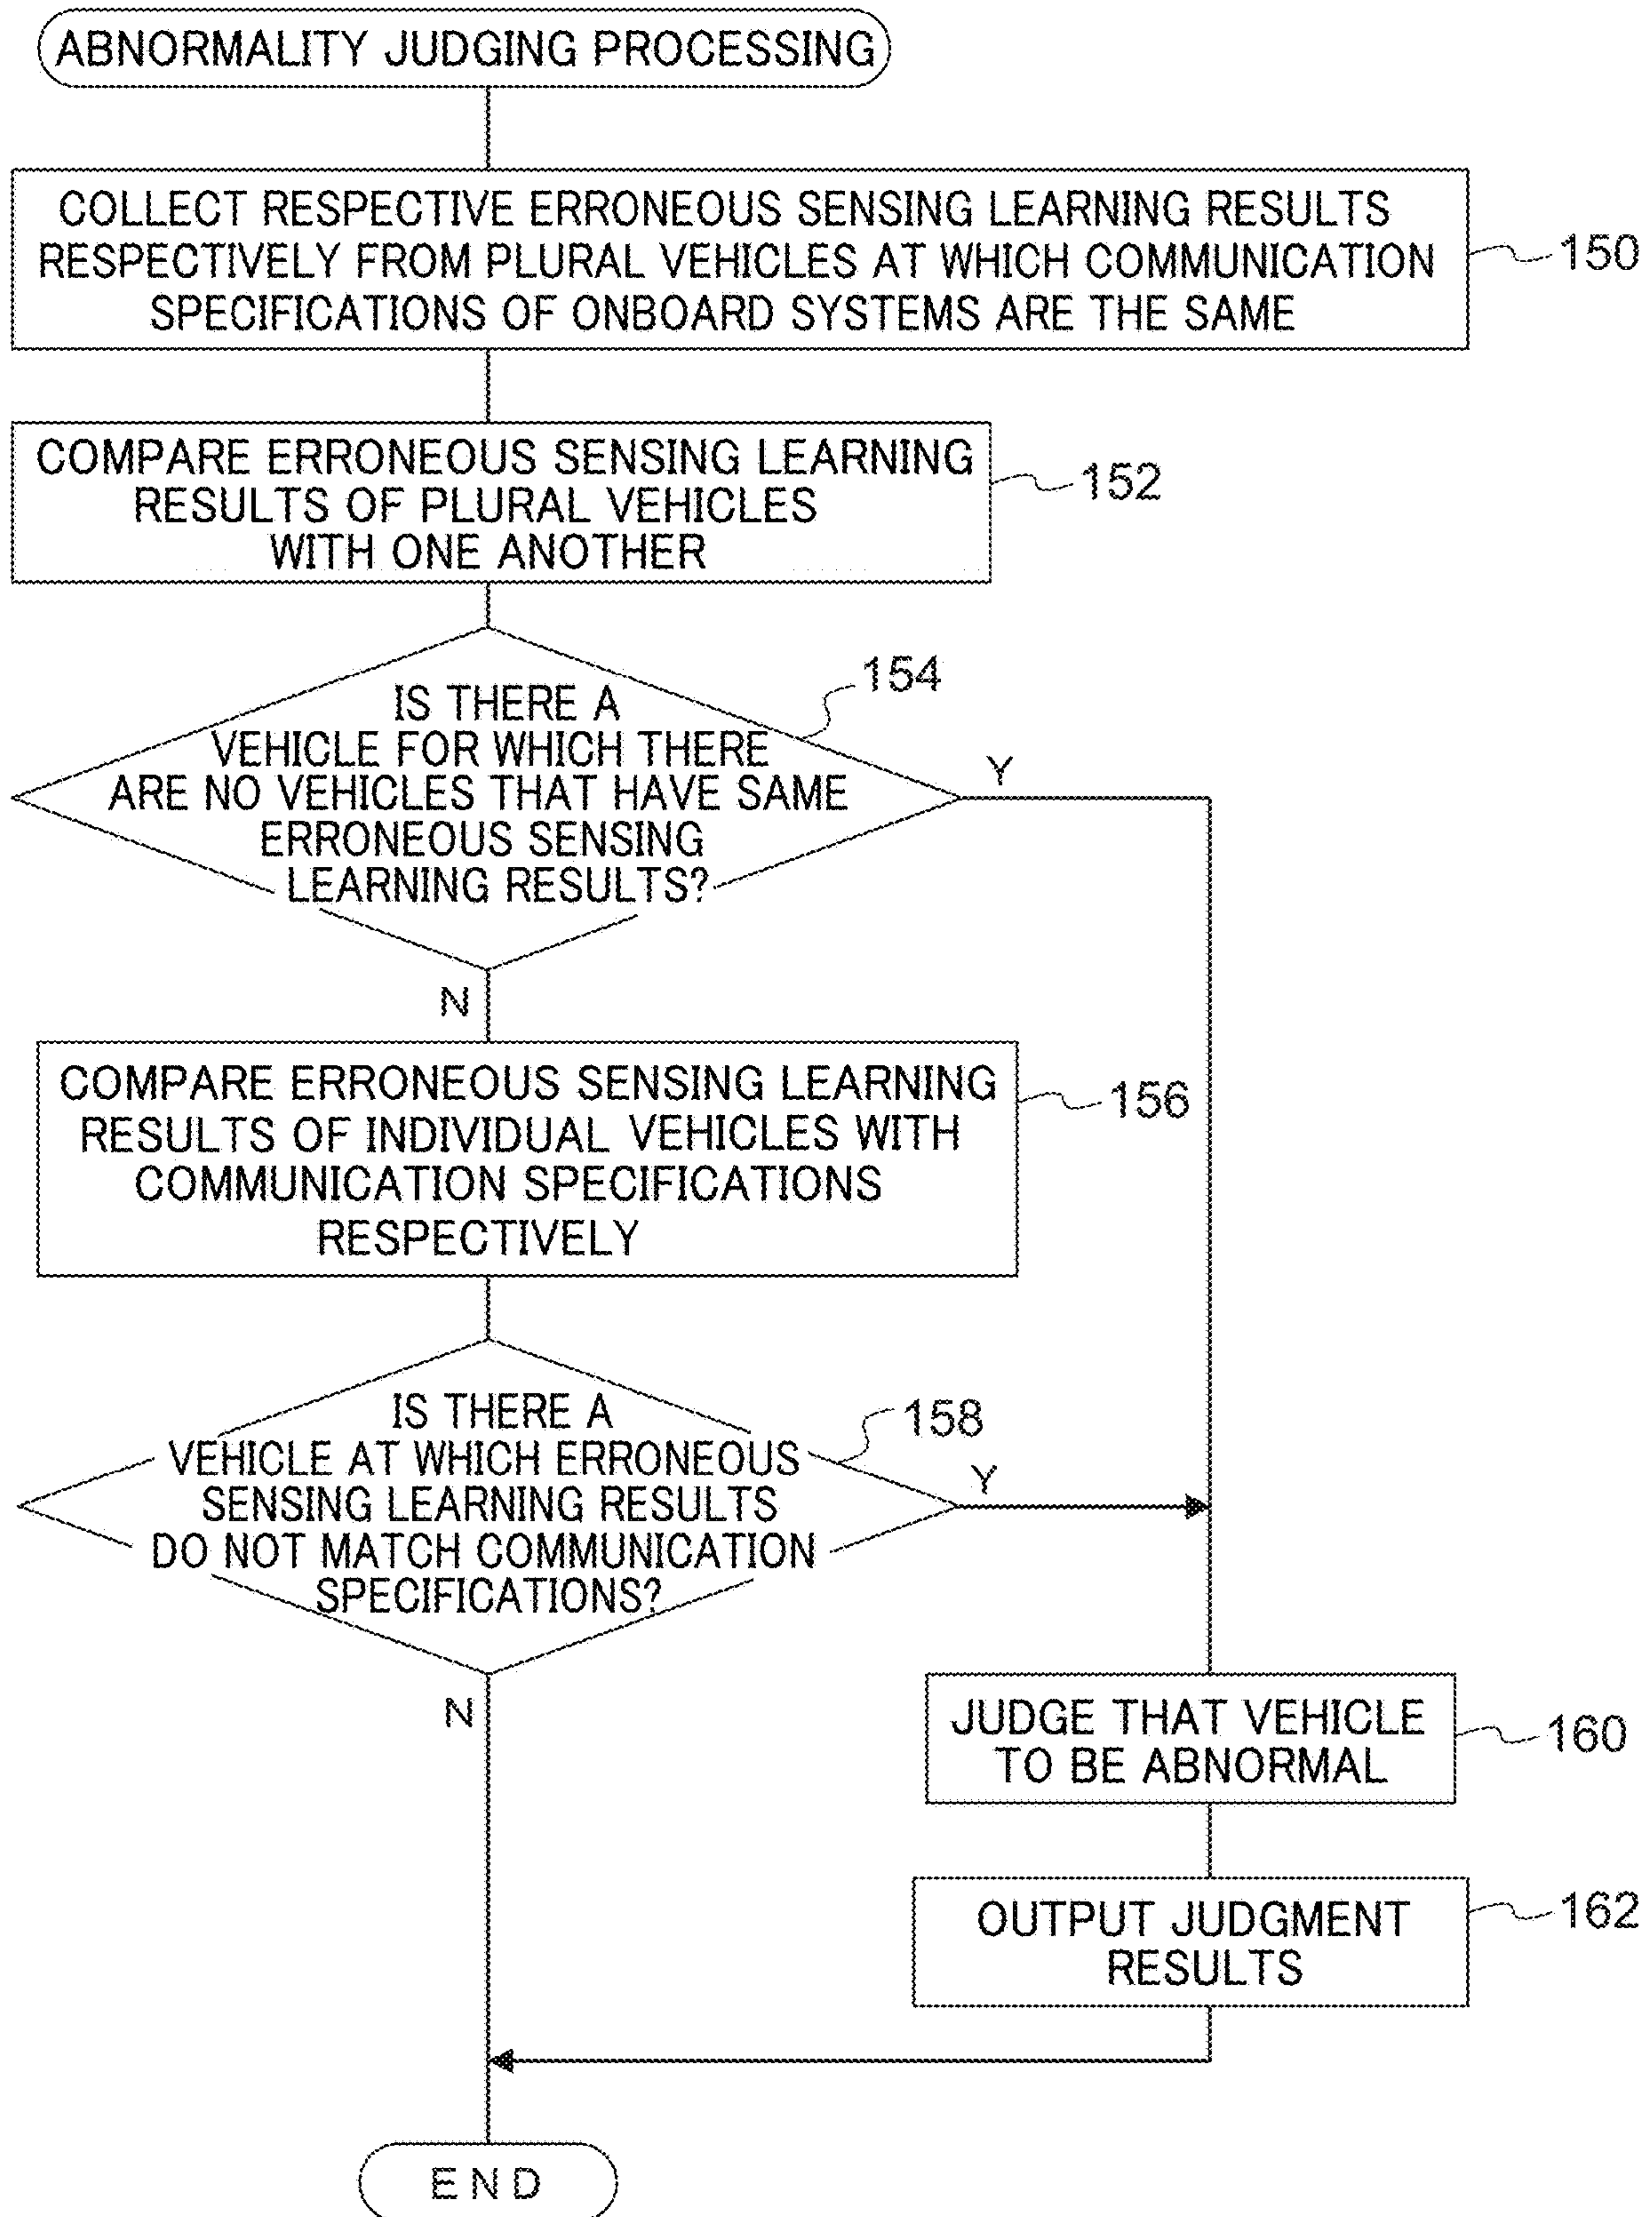 ABNORMALITY JUDGING PROCESSING
COLLECT RESPECTIVE ERRONEOUS SENSING LEARNING RESULTS
RESPECTIVELY FROM PLURAL VEHICLES AT WHICH COMMUNICATION
SPECIFICATIONS OF ONBOARD SYSTEMS ARE THE SAME
150
COMPARE ERRONEOUS SENSING LEARNING
RESULTS OF PLURAL VEHICLES
WITH ONE ANOTHER
152
IS THERE A
VEHICLE FOR WHICH THERE
ARE NO VEHICLES THAT HAVE SAME
ERRONEOUS SENSING
LEARNING RESULTS?
154
Y
N
COMPARE ERRONEOUS SENSING LEARNING
RESULTS OF INDIVIDUAL VEHICLES WITH
COMMUNICATION SPECIFICATIONS
RESPECTIVELY
156
IS THERE A
VEHICLE AT WHICH ERRONEOUS
SENSING LEARNING RESULTS
DO NOT MATCH COMMUNICATION
SPECIFICATIONS?
158
Y
N
JUDGE THAT VEHICLE
TO BE ABNORMAL
160
OUTPUT JUDGMENT
RESULTS
162
END